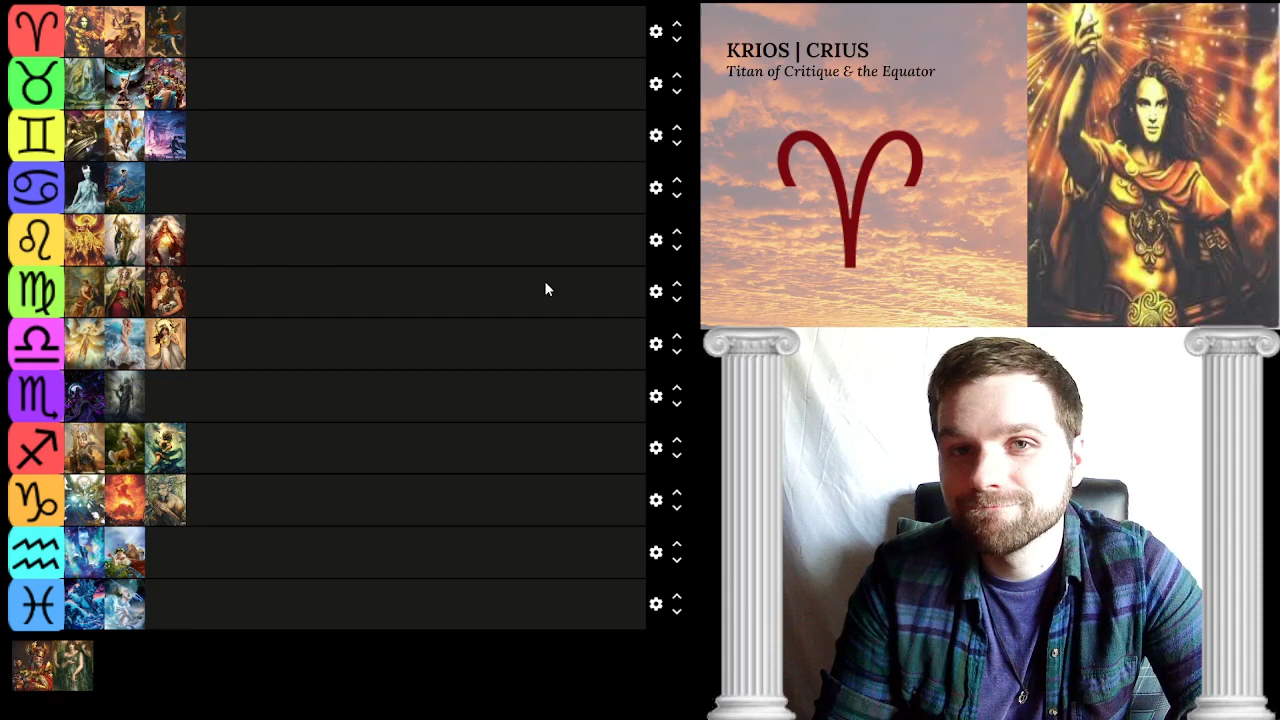 KRIOS | CRIUS
Titan of Critique & the Equator